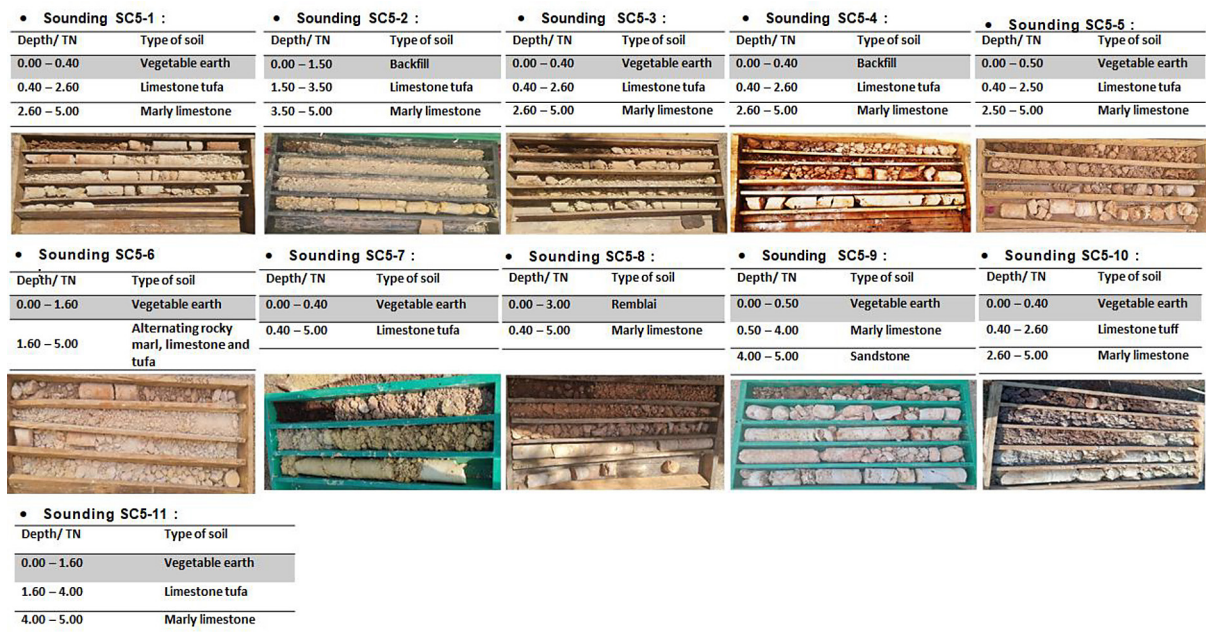 • Sounding SC5-1 :
Depth/ TN Type of soil
0.00 – 0.40 Vegetable earth
0.40 – 2.60 Limestone tufa
2.60 – 5.00 Marly limestone
• Sounding SC5-2 :
Depth/ TN Type of soil
0.00 – 1.50 Backfill
1.50 – 3.50 Limestone tufa
3.50 – 5.00 Marly limestone
• Sounding SC5-3 :
Depth/ TN Type of soil
0.00 – 0.40 Vegetable earth
0.40 – 2.60 Limestone tufa
2.60 – 5.00 Marly limestone
• Sounding SC5-4 :
Depth/ TN Type of soil
0.00 – 0.40 Backfill
0.40 – 2.60 Limestone tufa
2.60 – 5.00 Marly limestone
• Sounding SC5-5 :
Depth/ TN Type of soil
0.00 – 0.50 Vegetable earth
0.40 – 2.50 Limestone tufa
2.50 – 5.00 Marly limestone
• Sounding SC5-6
:
Depth/ TN Type of soil
0.00 – 1.60 Vegetable earth
1.60 – 5.00 Alternating rocky
marl, limestone and
tufa
• Sounding SC5-7 :
Depth/ TN Type of soil
0.00 – 0.40 Vegetable earth
0.40 – 5.00 Limestone tufa
• Sounding SC5-8 :
Depth/ TN Type of soil
0.00 – 3.00 Remblai
0.40 – 5.00 Marly limestone
• Sounding SC5-9 :
Depth/ TN Type of soil
0.00 – 0.50 Vegetable earth
0.50 – 4.00 Marly limestone
4.00 – 5.00 Sandstone
• Sounding SC5-10 :
Depth/ TN Type of soil
0.00 – 0.40 Vegetable earth
0.40 – 2.60 Limestone tuff
2.60 – 5.00 Marly limestone
• Sounding SC5-11 :
Depth/ TN Type of soil
0.00 – 1.60 Vegetable earth
1.60 – 4.00 Limestone tufa
4.00 – 5.00 Marly limestone